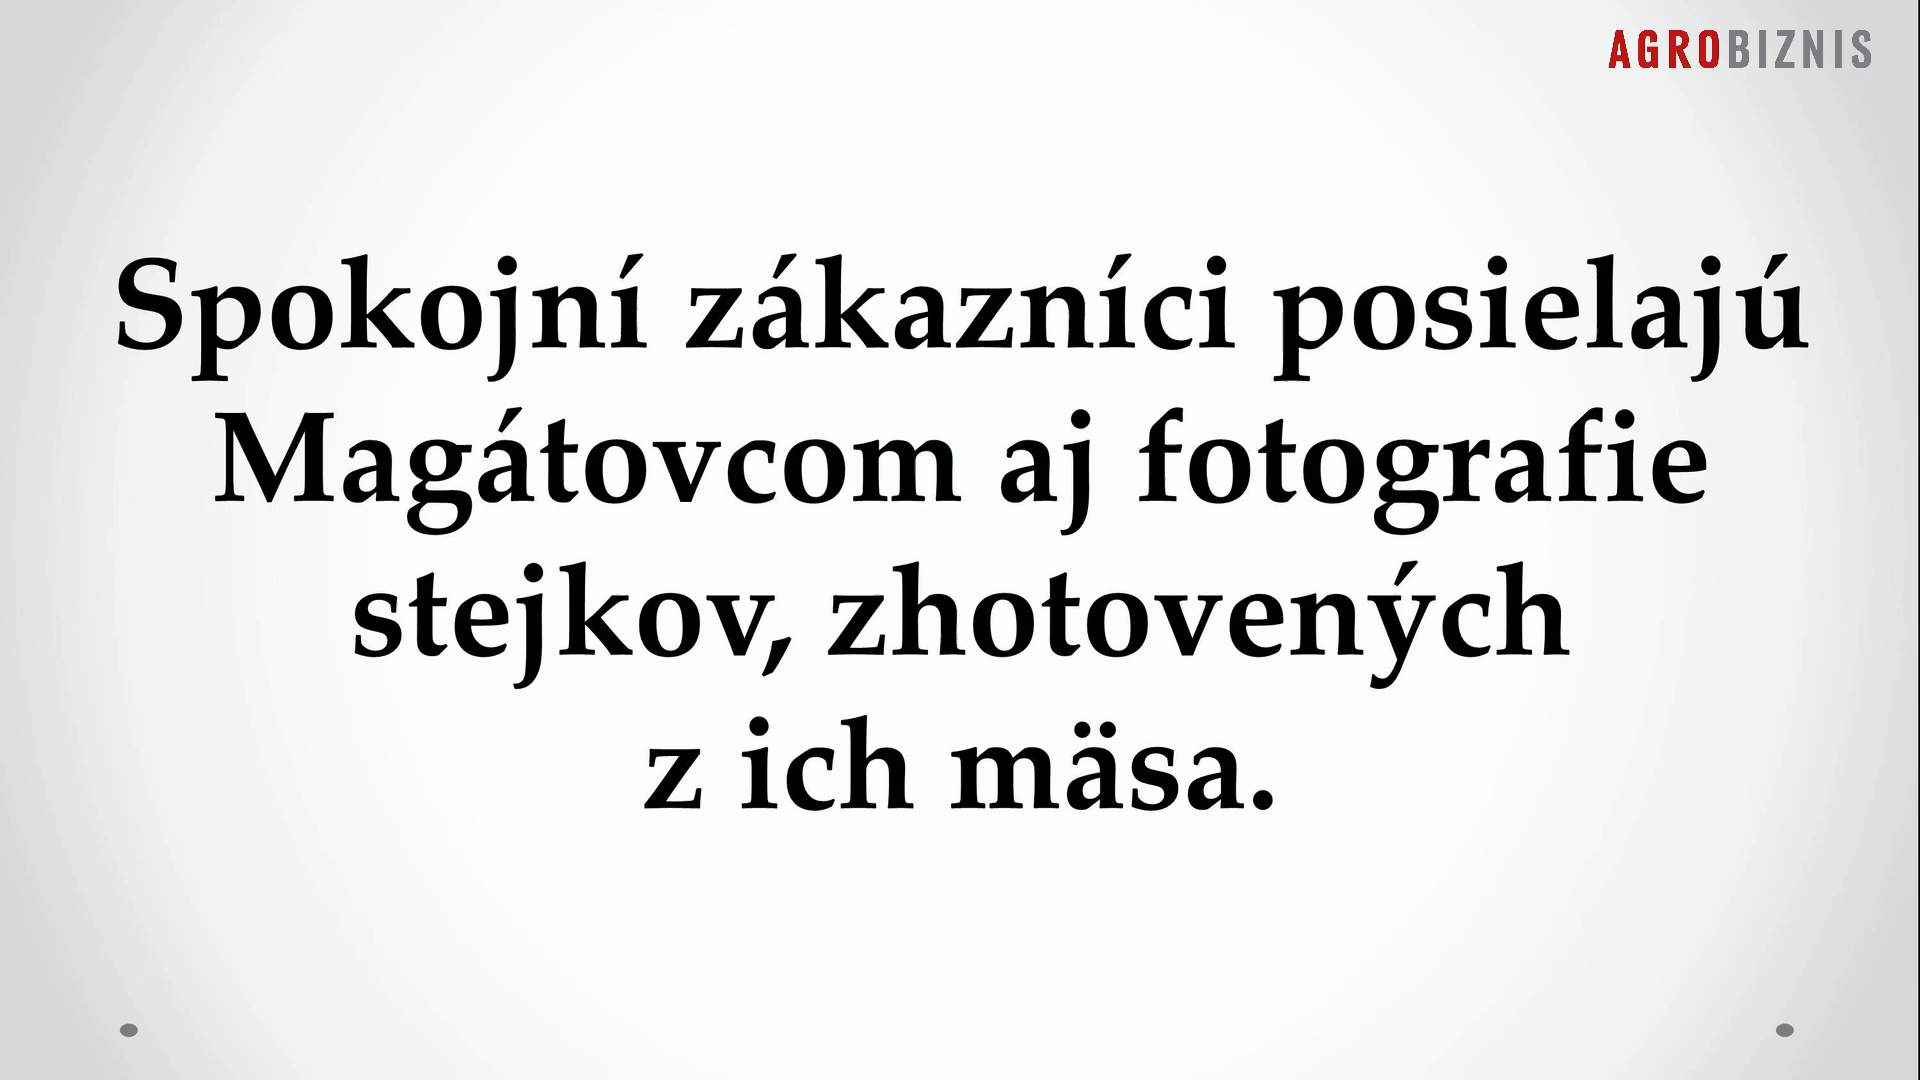 AGROBIZNIS
Spokojní zákazníci posielajú
Magátovcom aj fotografie
stejkov, zhotovených
z ich mäsa.